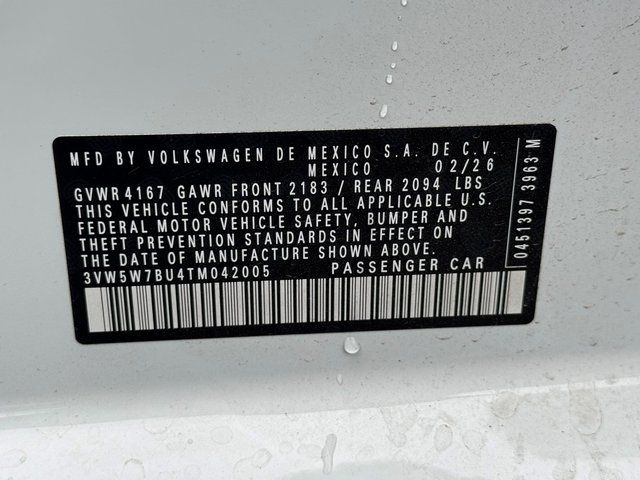 MFD BY VOLKSWAGEN DE MEXICO S.A. DE C.V.
MEXICO 02/26
GVWR 4167 GAWR FRONT 2183 / REAR 2094 LBS
THIS VEHICLE CONFORMS TO ALL APPLICABLE U.S.
FEDERAL MOTOR VEHICLE SAFETY, BUMPER AND
THEFT PREVENTION STANDARDS IN EFFECT ON
THE DATE OF MANUFACTURE SHOWN ABOVE.
3VW5W7BU4TM042005 PASSENGER CAR
0451397 3963 M